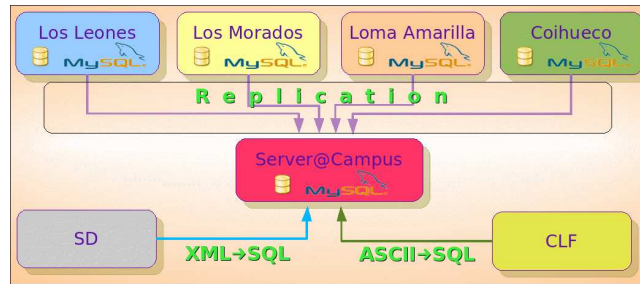 Los Leones
MySQL®
Los Morados
MySQL®
Loma Amarilla
MySQL®
Coihueco
MySQL®
Replication
Server@Campus
MySQL®
SD
XML→SQL
ASCII→SQL
CLF